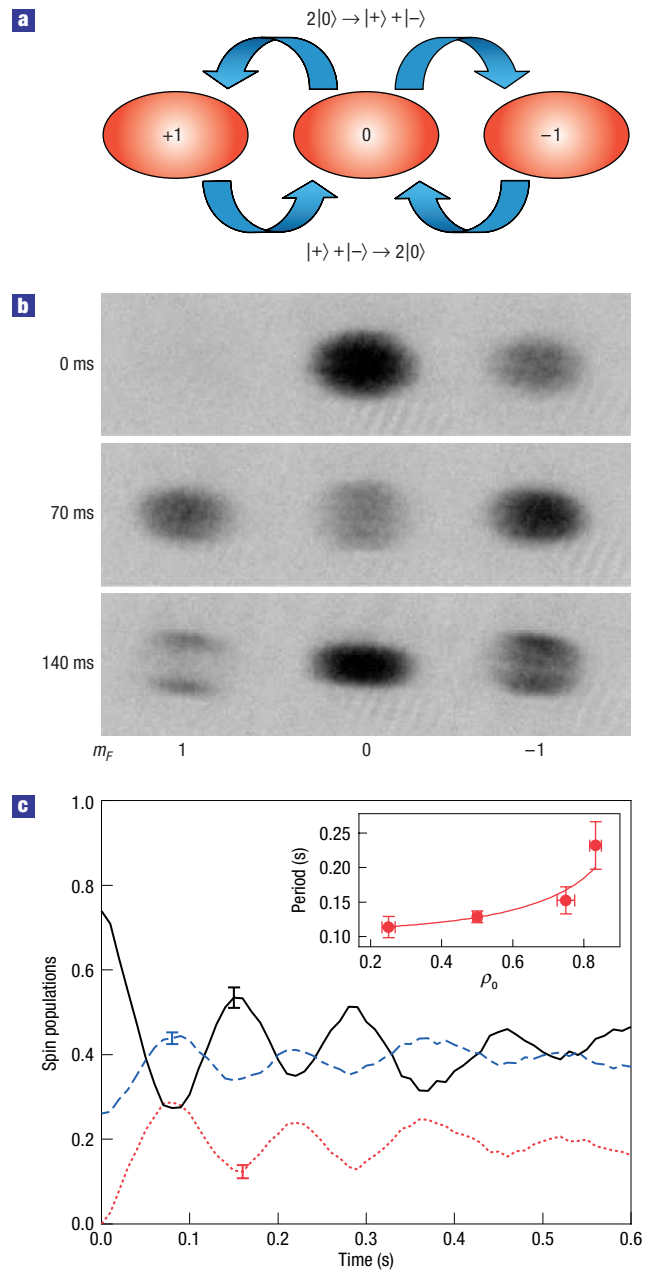 a
2|0⟩ → |+⟩ + |−⟩
+1 0 −1
|+⟩ + |−⟩ → 2|0⟩
b
0 ms
70 ms
140 ms
m_F 1 0 −1
c
1.0
0.8
0.6
0.4
0.2
0.0
Spin populations
0.0 0.1 0.2 0.3 0.4 0.5 0.6
Time (s)
0.25
0.20
0.15
0.10
Period (s)
0.2 0.4 0.6 0.8
ρ₀